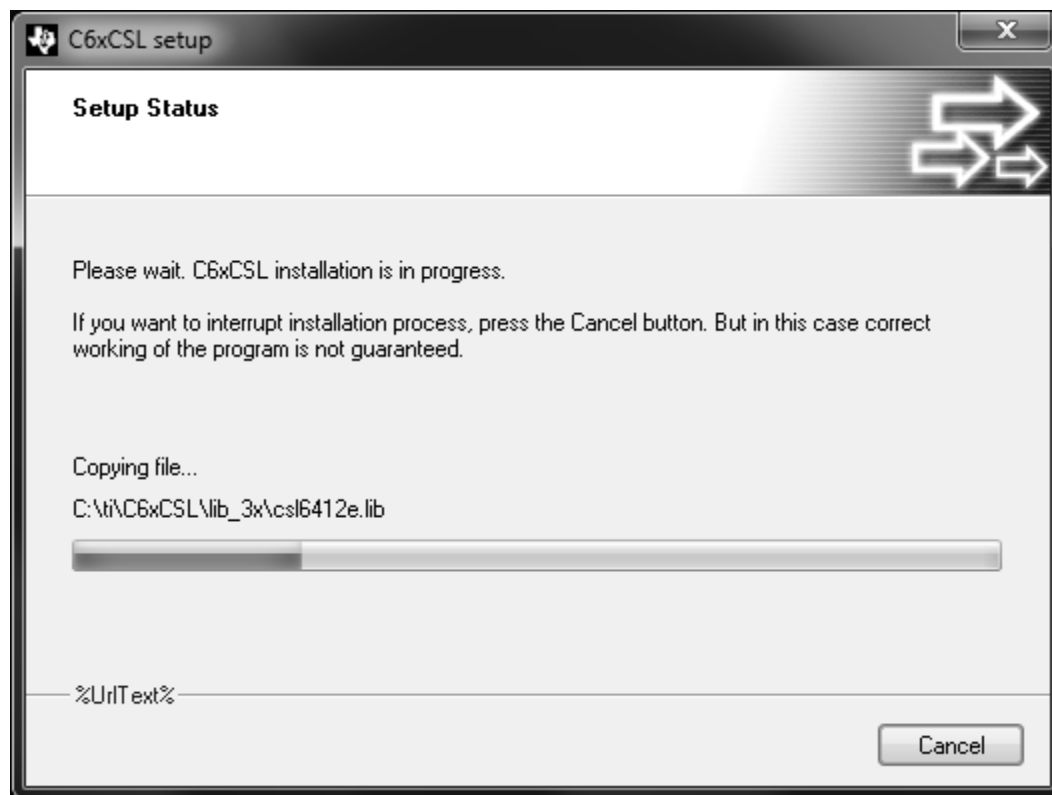 C6xCSL setup
Setup Status
Please wait. C6xCSL installation is in progress.
If you want to interrupt installation process, press the Cancel button. But in this case correct
working of the program is not guaranteed.
Copying file...
C:\ti\C6xCSL\lib_3x\csl6412e.lib
%UrlText%
Cancel